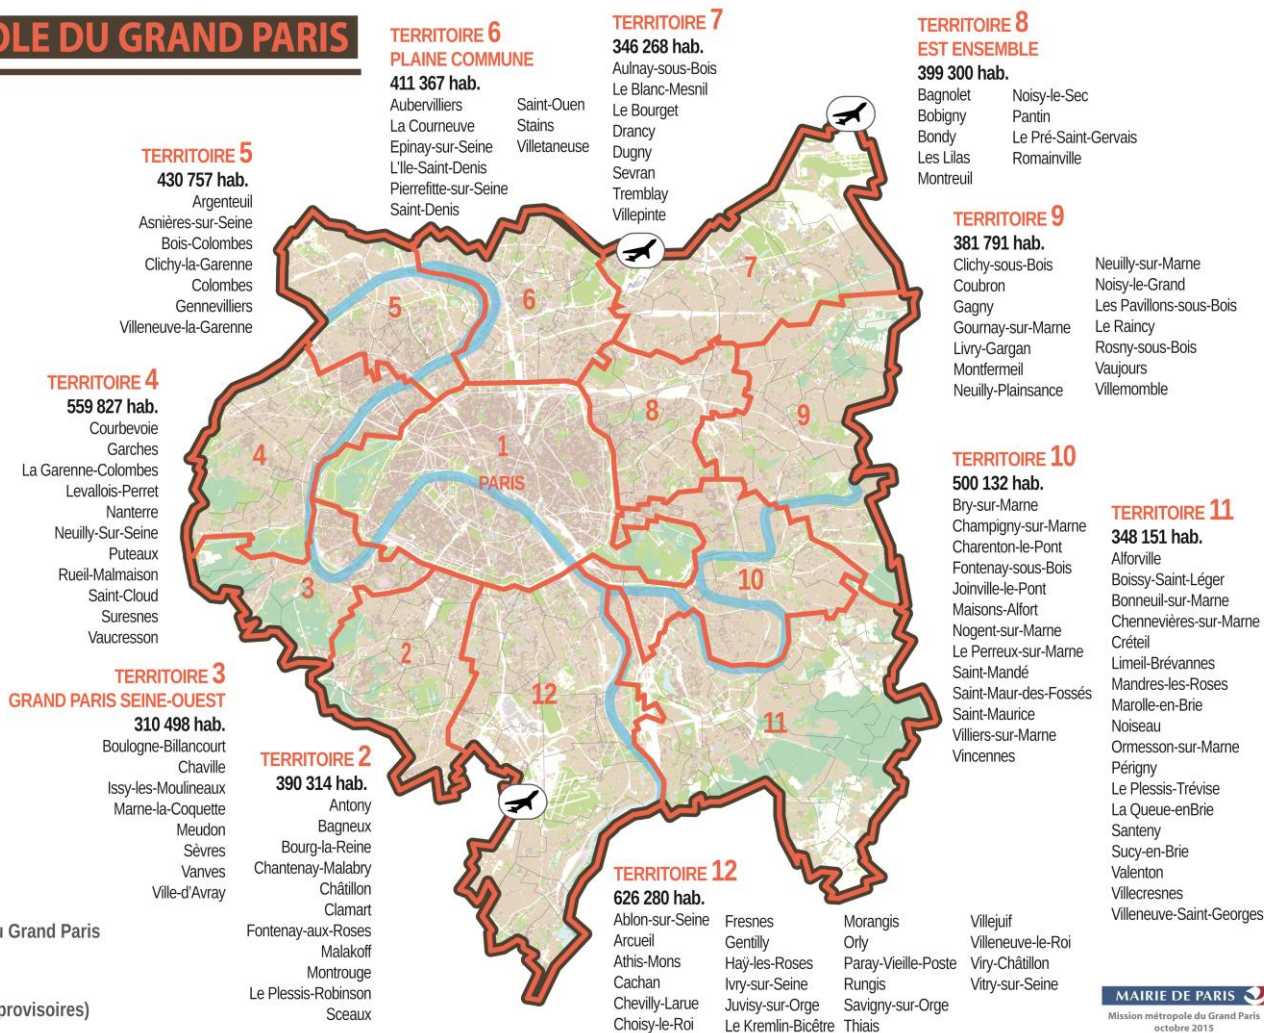 OLE DU GRAND PARIS
TERRITOIRE 6
PLAINE COMMUNE
411 367 hab.
Aubervilliers
La Courneuve
Epinay-sur-Seine
L'Ile-Saint-Denis
Pierrefitte-sur-Seine
Saint-Denis
Saint-Ouen
Stains
Villetaneuse
TERRITOIRE 7
346 268 hab.
Aulnay-sous-Bois
Le Blanc-Mesnil
Le Bourget
Drancy
Dugny
Sevran
Tremblay
Villepinte
TERRITOIRE 8
EST ENSEMBLE
399 300 hab.
Bagnolet
Bobigny
Bondy
Les Lilas
Montreuil
Noisy-le-Sec
Pantin
Le Pré-Saint-Gervais
Romainville
TERRITOIRE 5
430 757 hab.
Argenteuil
Asnières-sur-Seine
Bois-Colombes
Clichy-la-Garenne
Colombes
Gennevilliers
Villeneuve-la-Garenne
TERRITOIRE 9
381 791 hab.
Clichy-sous-Bois
Coubron
Gagny
Gournay-sur-Marne
Livry-Gargan
Montfermeil
Neuilly-Plaisance
Neuilly-sur-Marne
Noisy-le-Grand
Les Pavillons-sous-Bois
Le Raincy
Rosny-sous-Bois
Vaujours
Villemomble
TERRITOIRE 4
559 827 hab.
Courbevoie
Garches
La Garenne-Colombes
Levallois-Perret
Nanterre
Neuilly-Sur-Seine
Puteaux
Rueil-Malmaison
Saint-Cloud
Suresnes
Vaucresson
7
5
6
8
9
4
1
PARIS
3
10
2
12
11
TERRITOIRE 10
500 132 hab.
Bry-sur-Marne
Champigny-sur-Marne
Charenton-le-Pont
Fontenay-sous-Bois
Joinville-le-Pont
Maisons-Alfort
Nogent-sur-Marne
Le Perreux-sur-Marne
Saint-Mandé
Saint-Maur-des-Fossés
Saint-Maurice
Villiers-sur-Marne
Vincennes
TERRITOIRE 11
348 151 hab.
Alforville
Boissy-Saint-Léger
Bonneuil-sur-Marne
Chennevières-sur-Marne
Créteil
Limeil-Brévannes
Mandres-les-Roses
Marolle-en-Brie
Noiseau
Ormesson-sur-Marne
Périgny
Le Plessis-Trévise
La Queue-enBrie
Santeny
Sucy-en-Brie
Valenton
Villecresnes
Villeneuve-Saint-Georges
TERRITOIRE 3
GRAND PARIS SEINE-OUEST
310 498 hab.
Boulogne-Billancourt
Chaville
Issy-les-Moulineaux
Marne-la-Coquette
Meudon
Sèvres
Vanves
Ville-d'Avray
TERRITOIRE 2
390 314 hab.
Antony
Bagneux
Bourg-la-Reine
Chantenay-Malabry
Châtillon
Clamart
Fontenay-aux-Roses
Malakoff
Montrouge
Le Plessis-Robinson
Sceaux
TERRITOIRE 12
626 280 hab.
Ablon-sur-Seine
Arcueil
Athis-Mons
Cachan
Chevilly-Larue
Choisy-le-Roi
Fresnes
Gentilly
Haÿ-les-Roses
Ivry-sur-Seine
Juvisy-sur-Orge
Le Kremlin-Bicêtre
Morangis
Orly
Paray-Vieille-Poste
Rungis
Savigny-sur-Orge
Thiais
Villejuif
Villeneuve-le-Roi
Viry-Châtillon
Vitry-sur-Seine
u Grand Paris
provisoires)
MAIRIE DE PARIS
Mission métropole du Grand Paris
octobre 2015